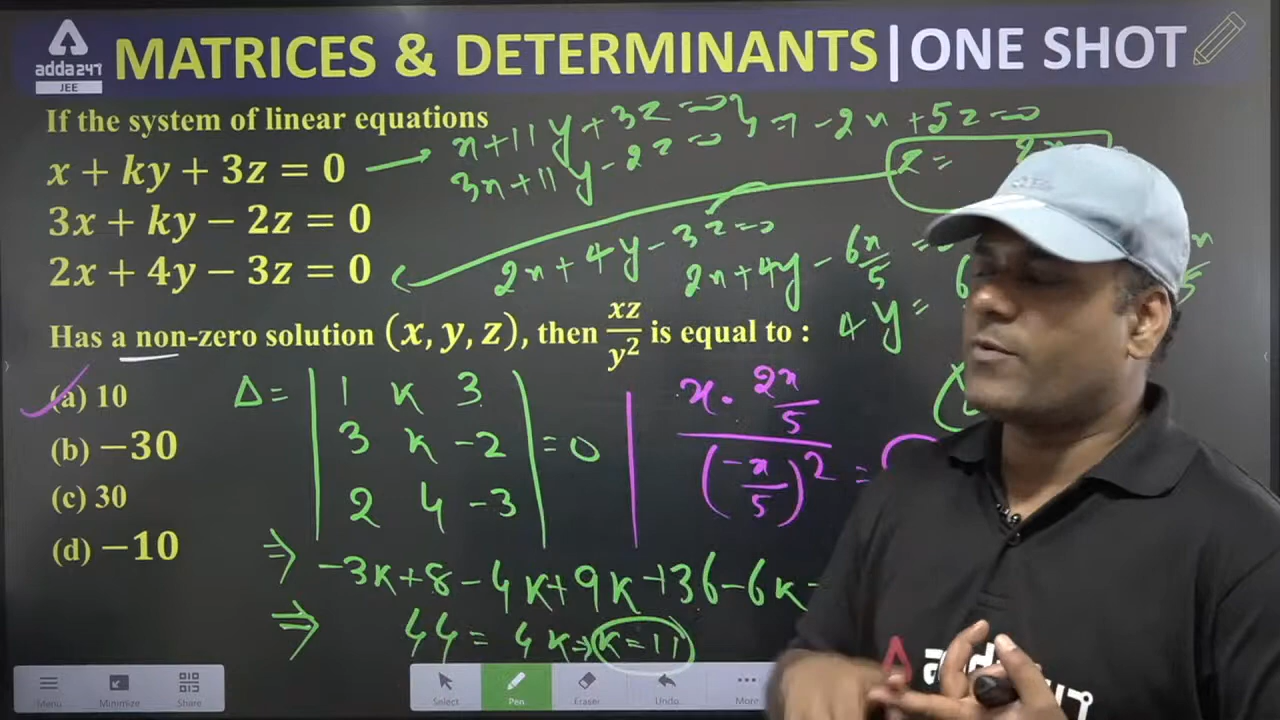 adda247
JEE
MATRICES & DETERMINANTS | ONE SHOT
If the system of linear equations
x + ky + 3z = 0
3x + ky − 2z = 0
2x + 4y − 3z = 0
Has a non-zero solution (x, y, z), then xz/y² is equal to :
(a) 10
(b) −30
(c) 30
(d) −10
x + 11y + 3z = 0
3x + 11y − 2z = 0
} ⇒ −2x + 5z = 0
z =
2x + 4y − 3z = 0
2x + 4y − 6x/5 =
4y =
Δ =
1 k 3
3 k −2
2 4 −3
= 0
x · 2x/5
(−x/5)² =
⇒ −3k + 8 − 4k + 9k + 36 − 6k
⇒ 44 = 4k ⇒ k = 11
Menu
Minimize
Share
Select
Pen
Eraser
Undo
More